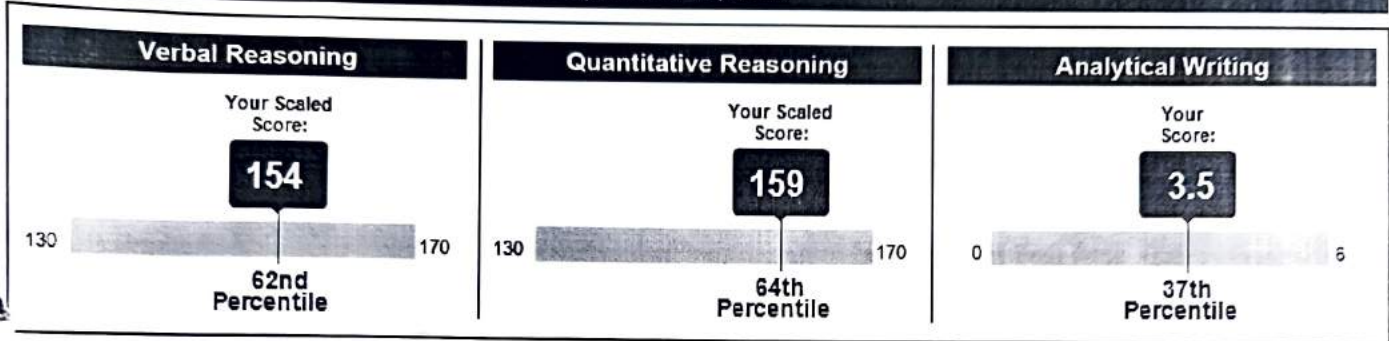 Verbal Reasoning
Your Scaled
Score:
154
130
170
62nd
Percentile
Quantitative Reasoning
Your Scaled
Score:
159
130
170
64th
Percentile
Analytical Writing
Your
Score:
3.5
0
6
37th
Percentile